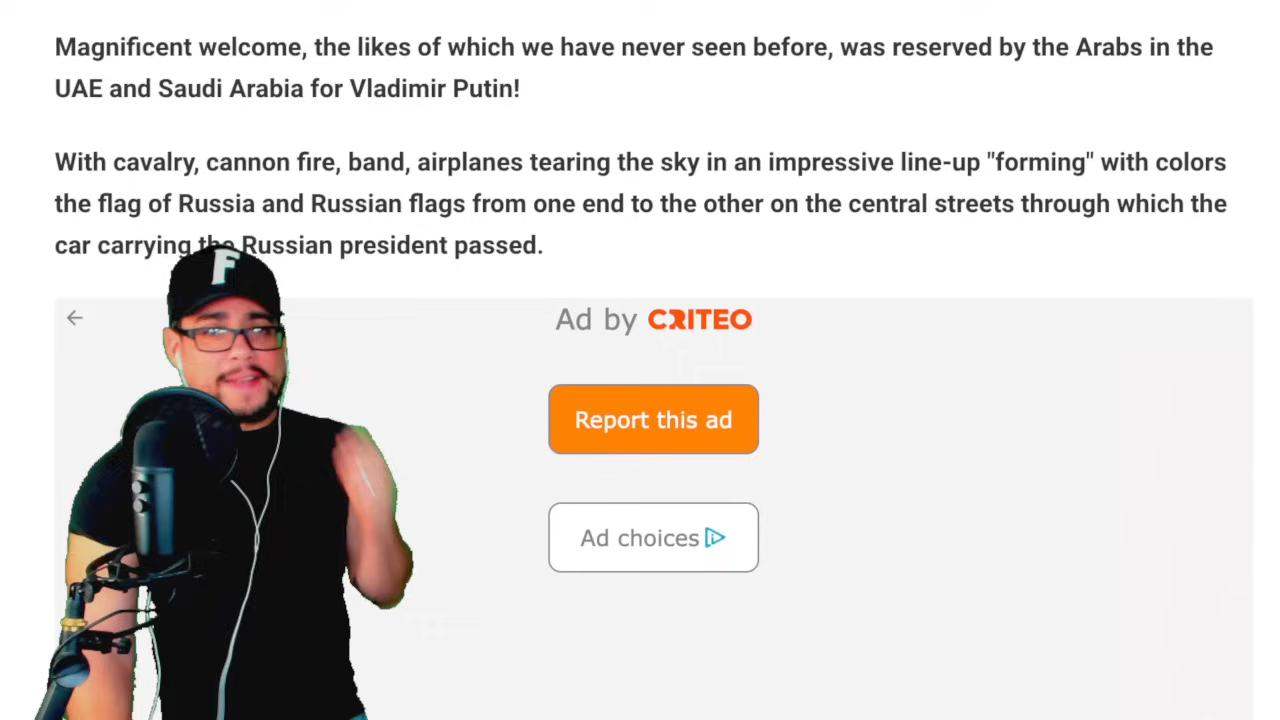 Magnificent welcome, the likes of which we have never seen before, was reserved by the Arabs in the
UAE and Saudi Arabia for Vladimir Putin!
With cavalry, cannon fire, band, airplanes tearing the sky in an impressive line-up "forming" with colors
the flag of Russia and Russian flags from one end to the other on the central streets through which the
car carrying the Russian president passed.
F
Ad by CRITEO
Report this ad
Ad choices